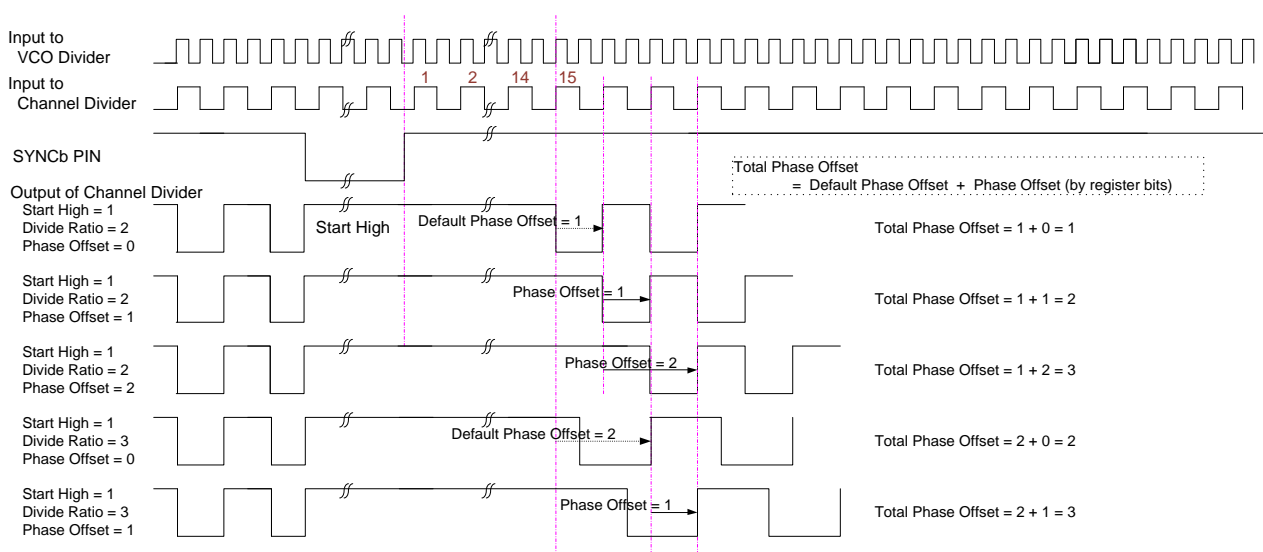 Input to
VCO Divider
Input to
Channel Divider
1 2 14 15
SYNCb PIN
Total Phase Offset
= Default Phase Offset + Phase Offset (by register bits)
Output of Channel Divider
Start High = 1
Divide Ratio = 2
Phase Offset = 0
Start High
Default Phase Offset = 1
Total Phase Offset = 1 + 0 = 1
Start High = 1
Divide Ratio = 2
Phase Offset = 1
Phase Offset = 1
Total Phase Offset = 1 + 1 = 2
Start High = 1
Divide Ratio = 2
Phase Offset = 2
Phase Offset = 2
Total Phase Offset = 1 + 2 = 3
Start High = 1
Divide Ratio = 3
Phase Offset = 0
Default Phase Offset = 2
Total Phase Offset = 2 + 0 = 2
Start High = 1
Divide Ratio = 3
Phase Offset = 1
Phase Offset = 1
Total Phase Offset = 2 + 1 = 3